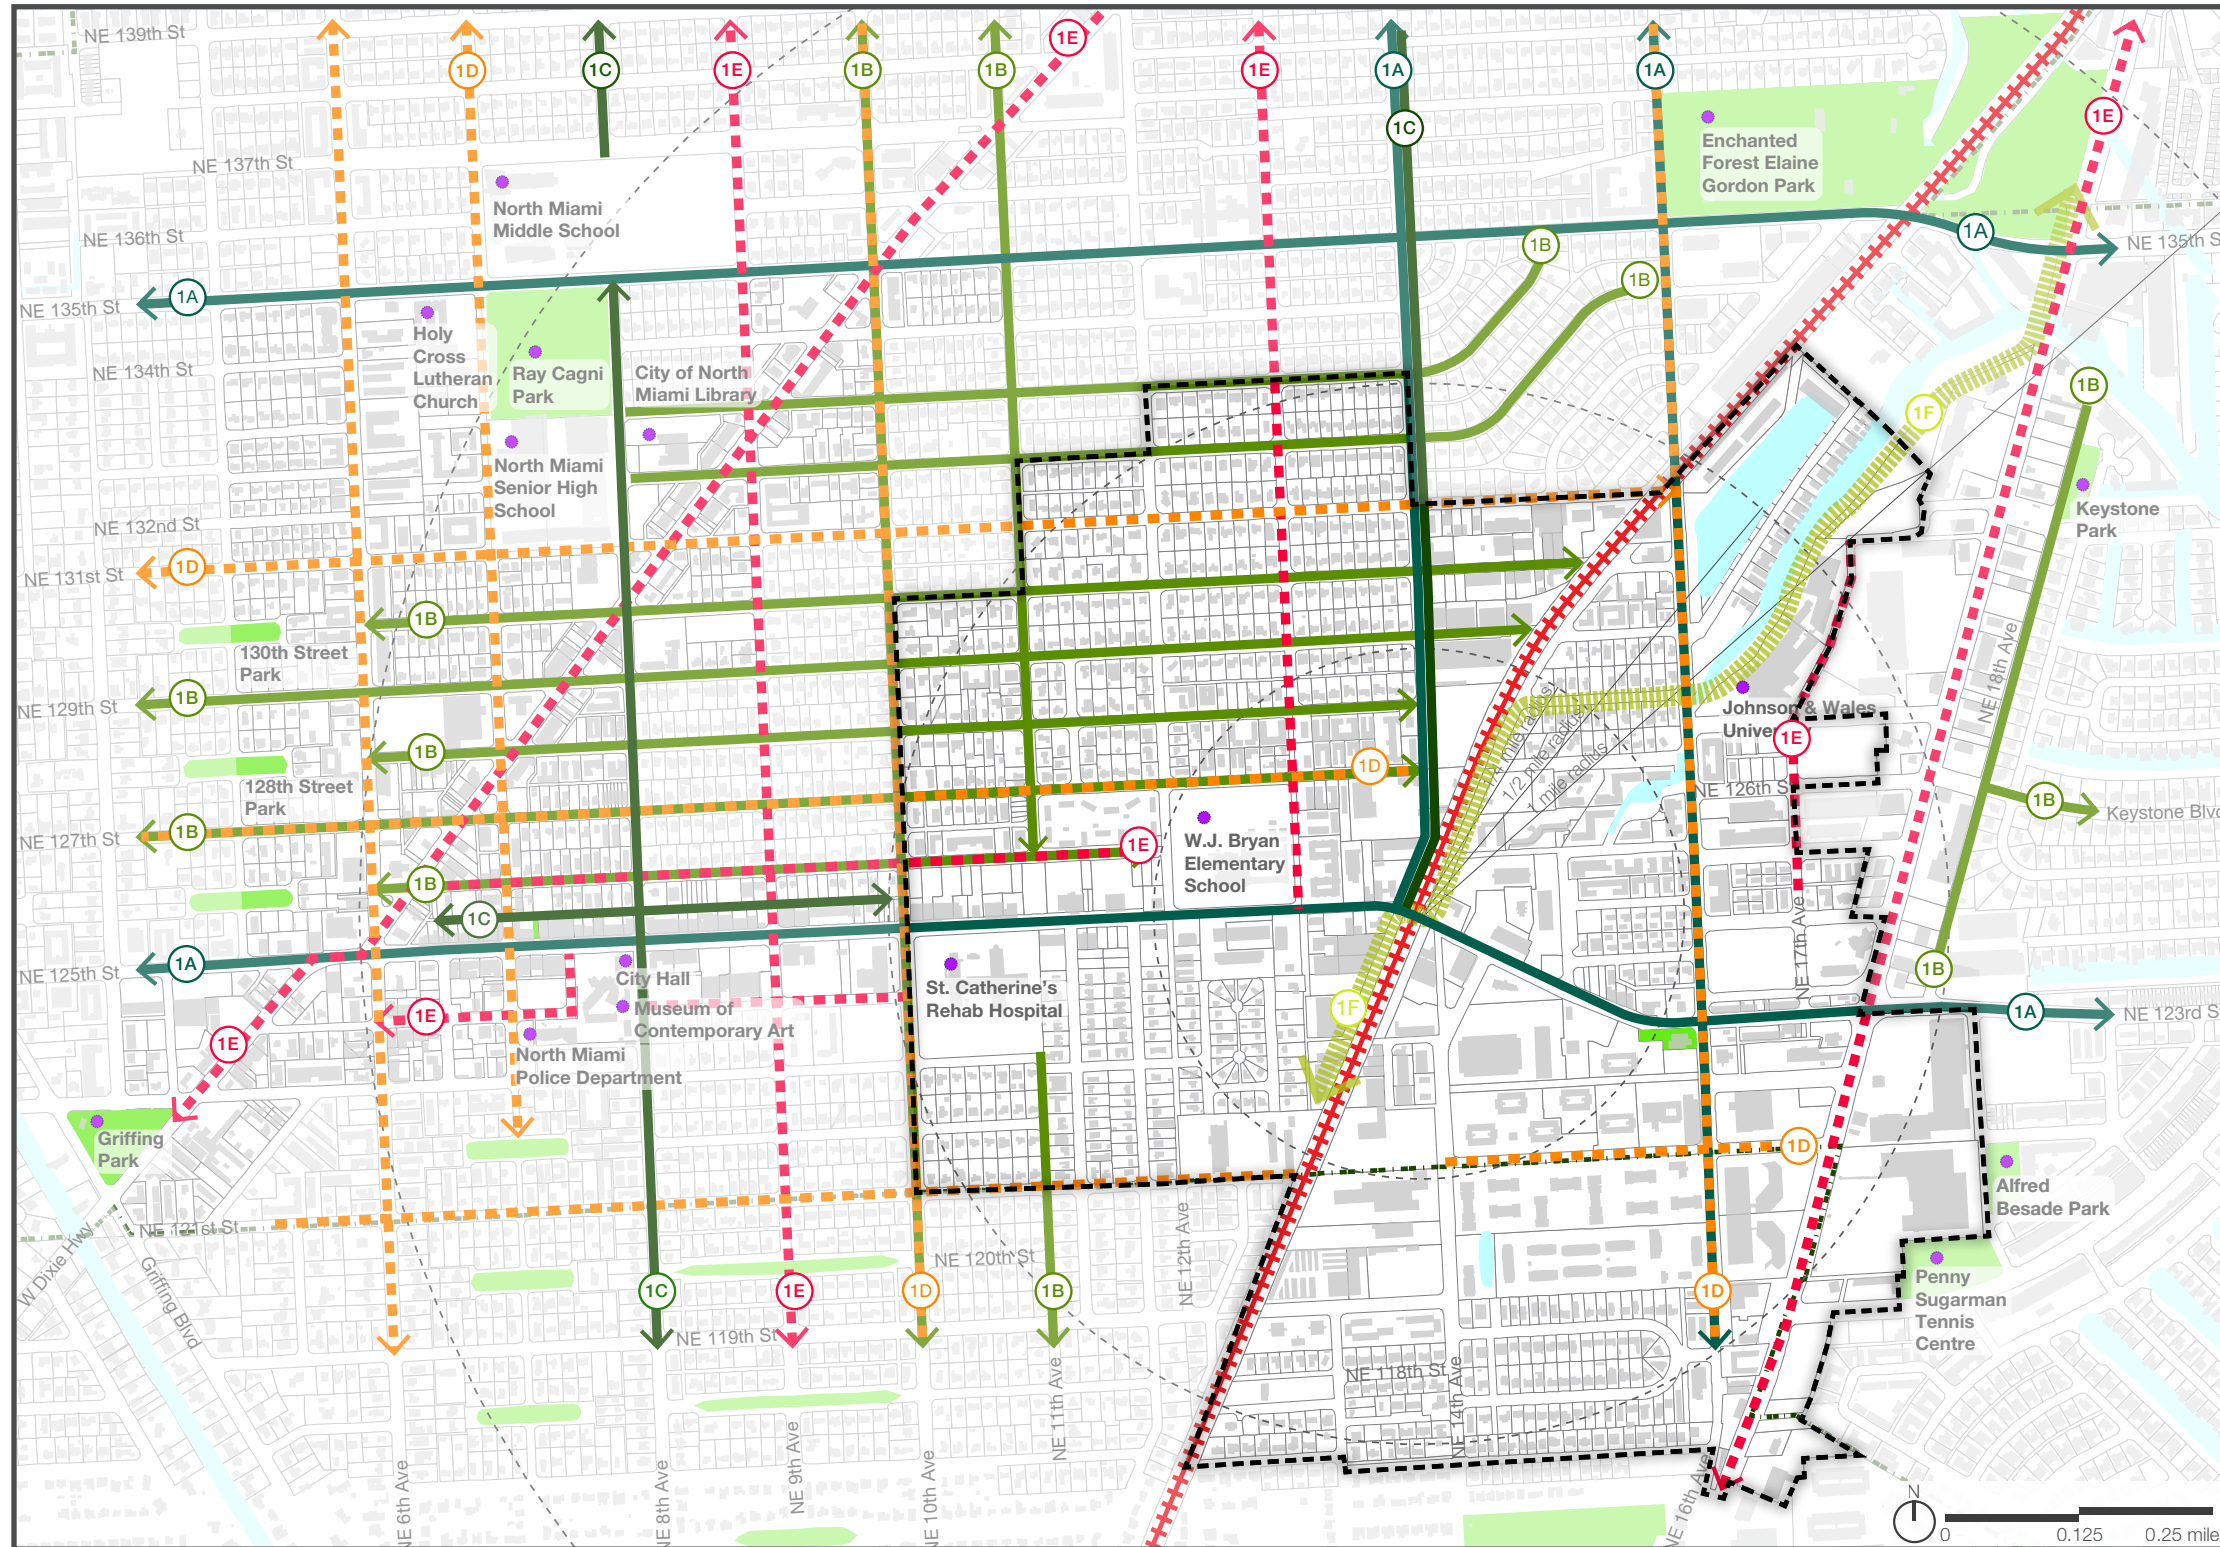 NE 139th St
1D
1C
1E
1B
1B
1E
1E
1A
1A
1C
1E
NE 137th St
North Miami
Middle School
Enchanted
Forest Elaine
Gordon Park
NE 136th St
1A
NE 135th St
1B
1B
1A
NE 135th S
Holy
Cross
Lutheran
Church
Ray Cagni
Park
City of North
Miami Library
NE 134th St
1F
1B
North Miami
Senior High
School
Keystone
Park
NE 132nd St
NE 131st St
1D
1B
130th Street
Park
NE 129th St
1B
1B
NE 18th Ave
Johnson & Wales
1E
1/4 mile radius
1/2 mile radius
1 mile radius
1D
128th Street
Park
NE 126th S
1B
Keystone Blvd
NE 127th St
1B
W.J. Bryan
Elementary
School
1E
1B
1C
NE 17th Ave
NE 125th St
1A
City Hall
Museum of
Contemporary Art
St. Catherine's
Rehab Hospital
1B
1F
1A
NE 123rd S
1E
1E
North Miami
Police Department
Griffing
Park
1D
Alfred
Besade Park
NE 121st St
W Dixie Hwy
Griffing Blvd
NE 120th St
NE 12th Ave
Penny
Sugarman
Tennis
Centre
1C
1E
1D
1B
1D
NE 119th St
NE 118th St
NE 6th Ave
NE 8th Ave
NE 9th Ave
NE 10th Ave
NE 11th Ave
NE 14th Ave
NE 16th Ave
N
0
0.125
0.25 mile